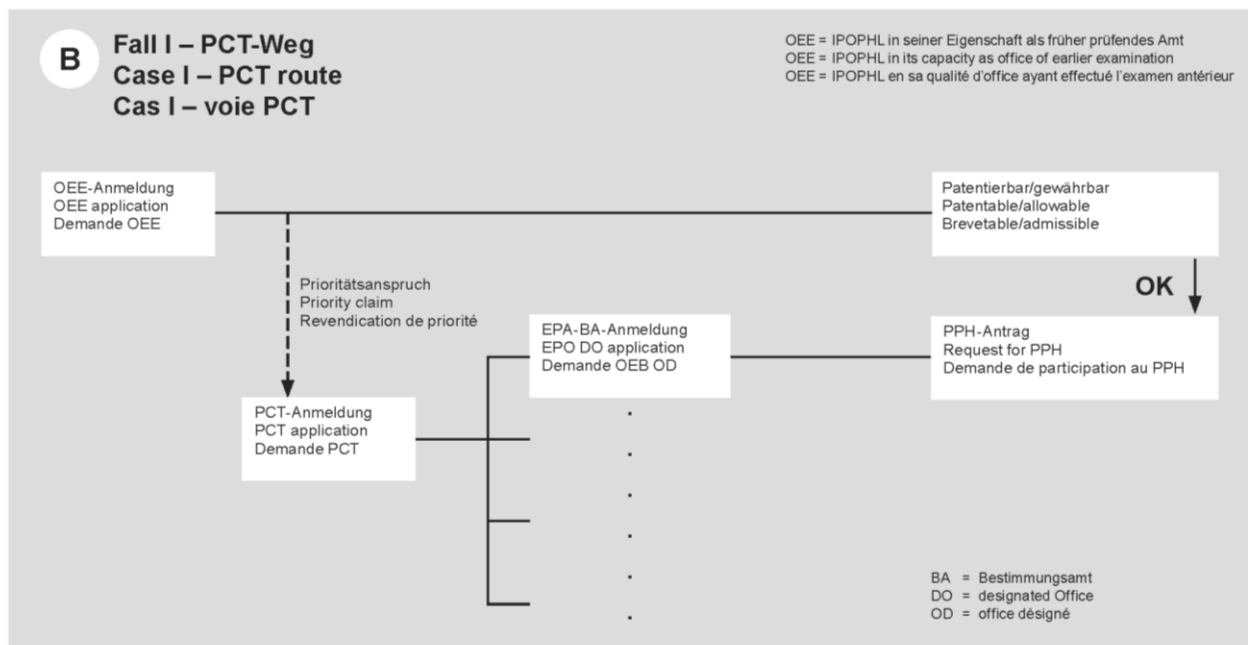 B
Fall I – PCT-Weg
Case I – PCT route
Cas I – voie PCT
OEE = IPOPHL in seiner Eigenschaft als früher prüfendes Amt
OEE = IPOPHL in its capacity as office of earlier examination
OEE = IPOPHL en sa qualité d'office ayant effectué l'examen antérieur
OEE-Anmeldung
OEE application
Demande OEE
Patentierbar/gewährbar
Patentable/allowable
Brevetable/admissible
OK
Prioritätsanspruch
Priority claim
Revendication de priorité
EPA-BA-Anmeldung
EPO DO application
Demande OEB OD
PPH-Antrag
Request for PPH
Demande de participation au PPH
PCT-Anmeldung
PCT application
Demande PCT
BA = Bestimmungsamt
DO = designated Office
OD = office désigné